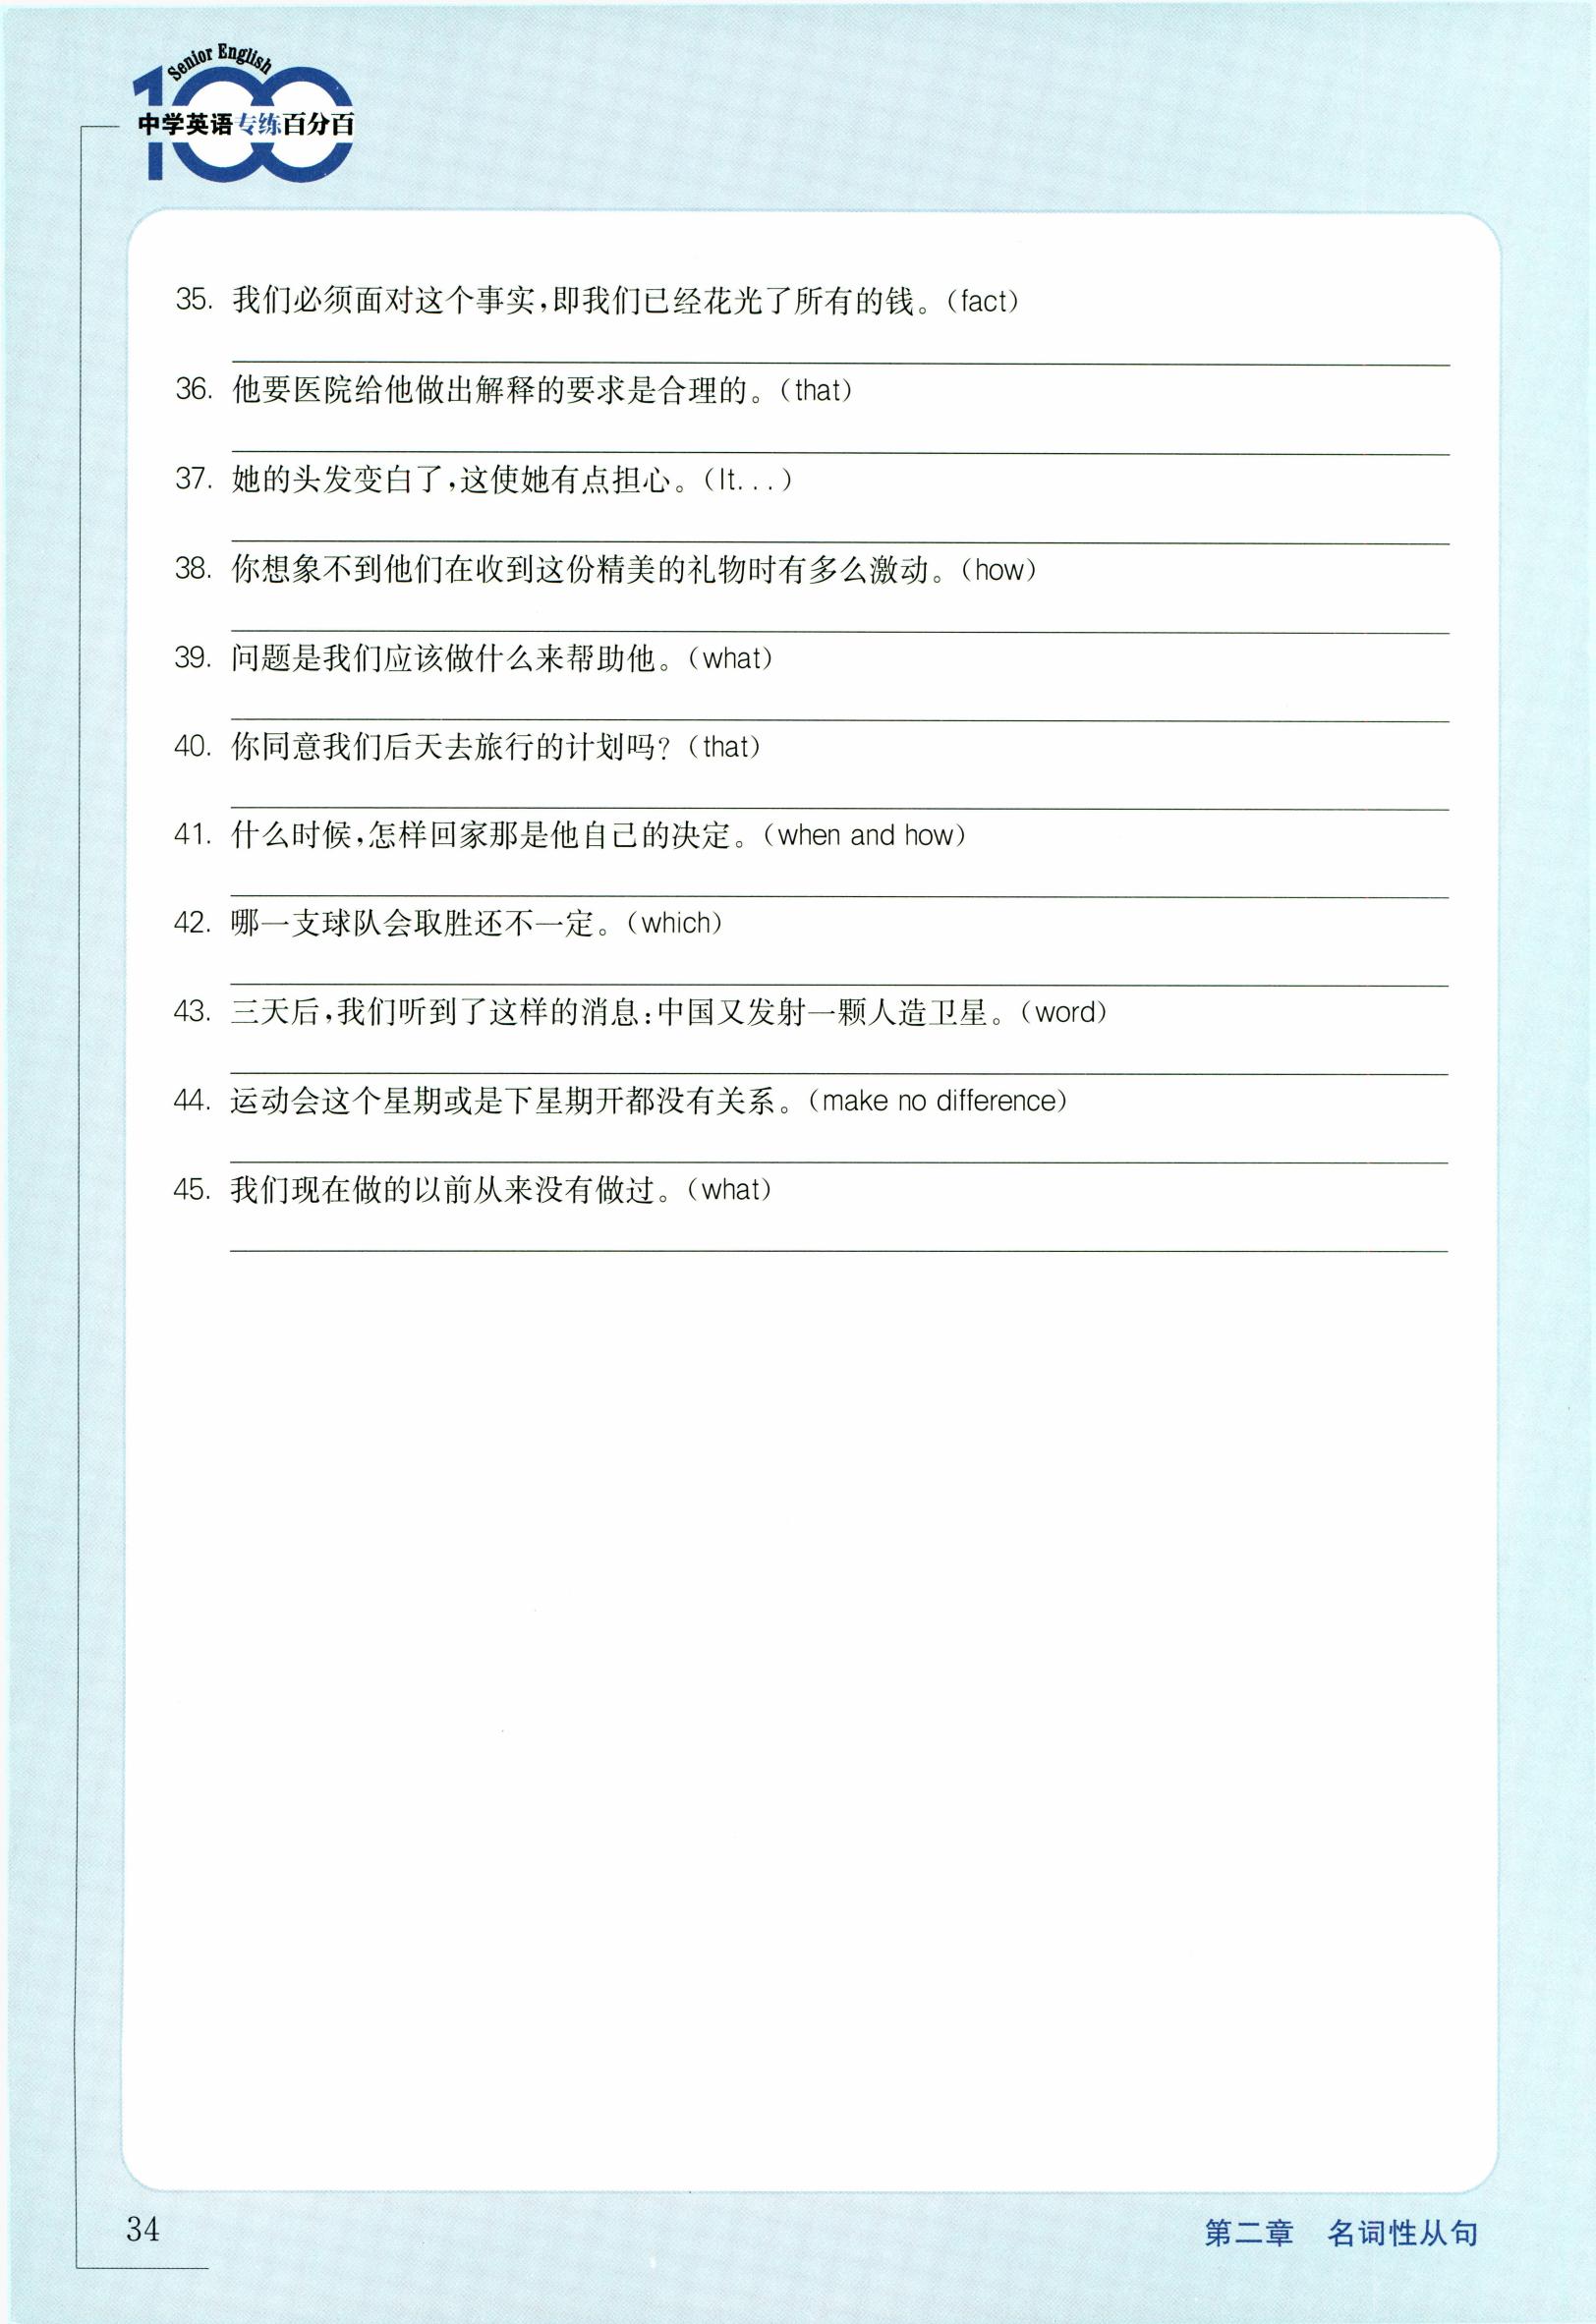 Senior English
100
中学英语专练百分百
35. 我们必须面对这个事实,即我们已经花光了所有的钱。(fact)
36. 他要医院给他做出解释的要求是合理的。(that)
37. 她的头发变白了,这使她有点担心。(It...)
38. 你想象不到他们在收到这份精美的礼物时有多么激动。(how)
39. 问题是我们应该做什么来帮助他。(what)
40. 你同意我们后天去旅行的计划吗?(that)
41. 什么时候,怎样回家那是他自己的决定。(when and how)
42. 哪一支球队会取胜还不一定。(which)
43. 三天后,我们听到了这样的消息:中国又发射一颗人造卫星。(word)
44. 运动会这个星期或是下星期开都没有关系。(make no difference)
45. 我们现在做的以前从来没有做过。(what)
34
第二章 名词性从句